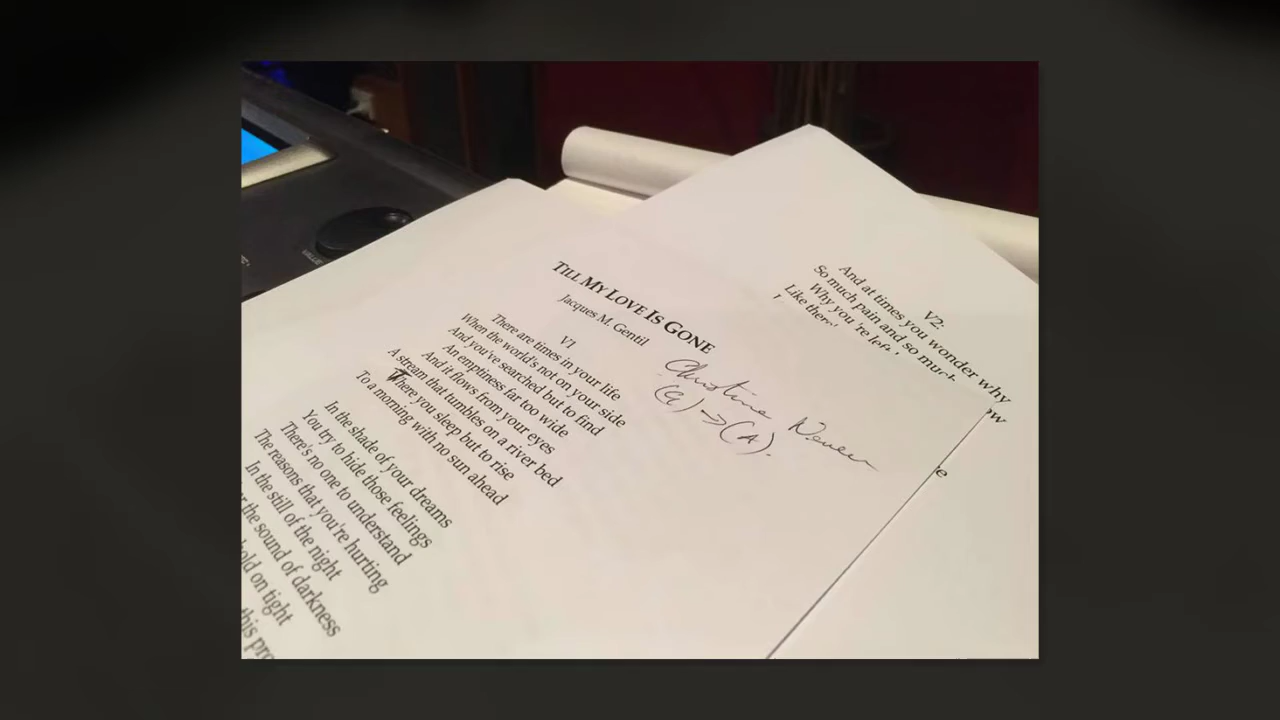 TILL MY LOVE IS GONE
Jacques M. Gentil
V1
There are times in your life
When the world's not on your side
And you've searched but to find
An emptiness far too wide
And it flows from your eyes
A stream that tumbles on a river bed
There you sleep but to rise
To a morning with no sun ahead
In the shade of your dreams
You try to hide those feelings
There's no one to understand
The reasons that you're hurting
In the still of the night
the sound of darkness
hold on tight
this
Christine
(G) -> (A).
V2:
And at times you wonder why
So much pain and so much
Why you 're left
Like there
ow
e
VALUE